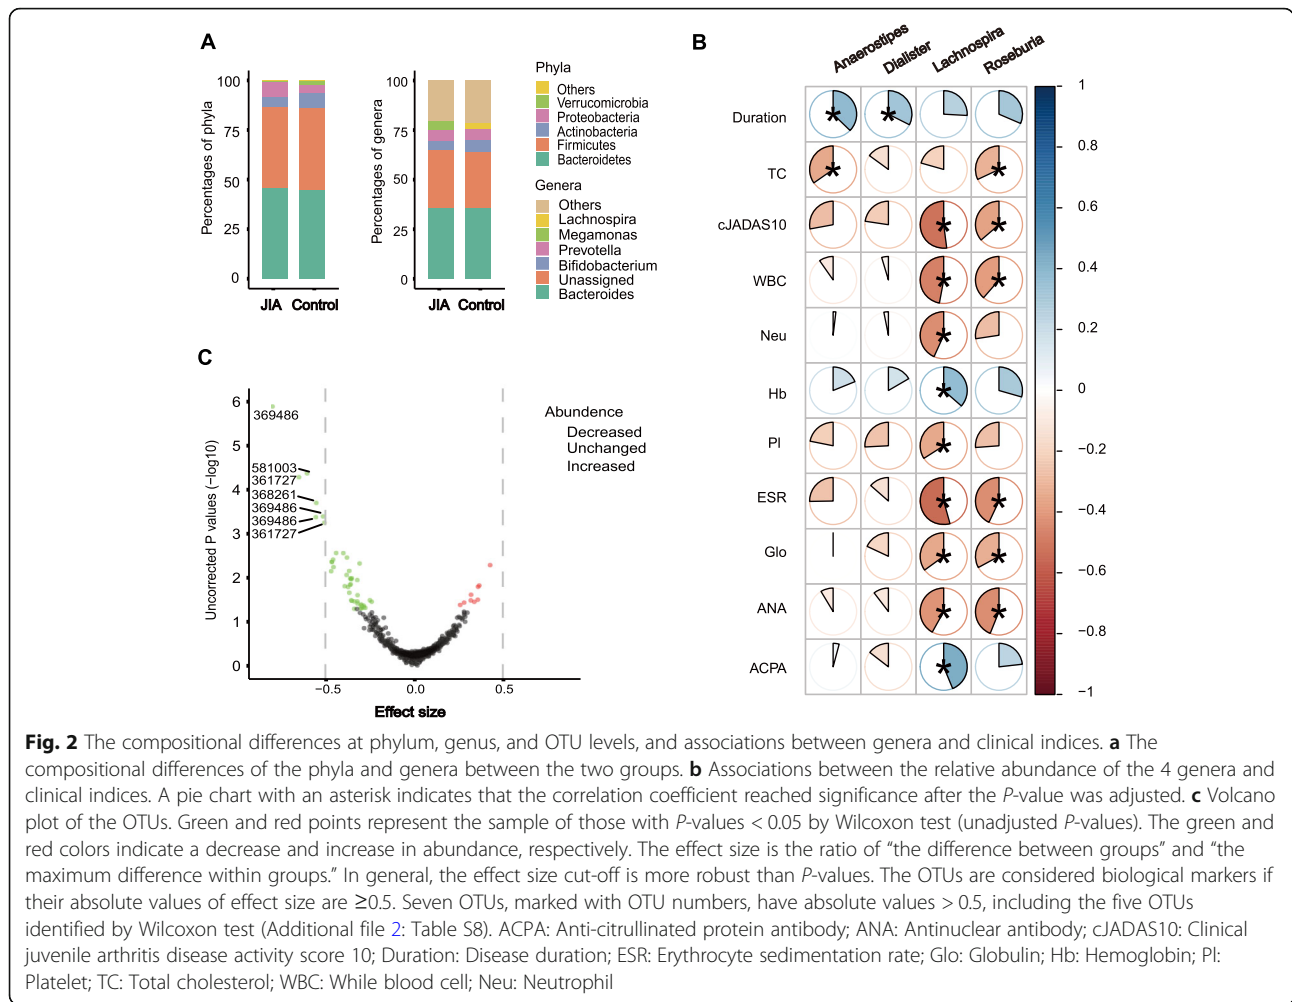 A
Percentages of phyla
100
75
50
25
0
JIA Control
Percentages of genera
100
75
50
25
0
JIA Control
Phyla
Others
Verrucomicrobia
Proteobacteria
Actinobacteria
Firmicutes
Bacteroidetes
Genera
Others
Lachnospira
Megamonas
Prevotella
Bifidobacterium
Unassigned
Bacteroides
B
Anaerostipes
Dialister
Lachnospira
Roseburia
Duration
TC
cJADAS10
WBC
Neu
Hb
Pl
ESR
Glo
ANA
ACPA
1
0.8
0.6
0.4
0.2
0
−0.2
−0.4
−0.6
−0.8
−1
C
Uncorrected P values (−log10)
6
5
4
3
2
1
0
369486
581003
361727
368261
369486
369486
361727
−0.5 0.0 0.5
Effect size
Abundence
Decreased
Unchanged
Increased
Fig. 2 The compositional differences at phylum, genus, and OTU levels, and associations between genera and clinical indices. a The
compositional differences of the phyla and genera between the two groups. b Associations between the relative abundance of the 4 genera and
clinical indices. A pie chart with an asterisk indicates that the correlation coefficient reached significance after the P-value was adjusted. c Volcano
plot of the OTUs. Green and red points represent the sample of those with P-values < 0.05 by Wilcoxon test (unadjusted P-values). The green and
red colors indicate a decrease and increase in abundance, respectively. The effect size is the ratio of “the difference between groups” and “the
maximum difference within groups.” In general, the effect size cut-off is more robust than P-values. The OTUs are considered biological markers if
their absolute values of effect size are ≥0.5. Seven OTUs, marked with OTU numbers, have absolute values > 0.5, including the five OTUs
identified by Wilcoxon test (Additional file 2: Table S8). ACPA: Anti-citrullinated protein antibody; ANA: Antinuclear antibody; cJADAS10: Clinical
juvenile arthritis disease activity score 10; Duration: Disease duration; ESR: Erythrocyte sedimentation rate; Glo: Globulin; Hb: Hemoglobin; Pl:
Platelet; TC: Total cholesterol; WBC: While blood cell; Neu: Neutrophil